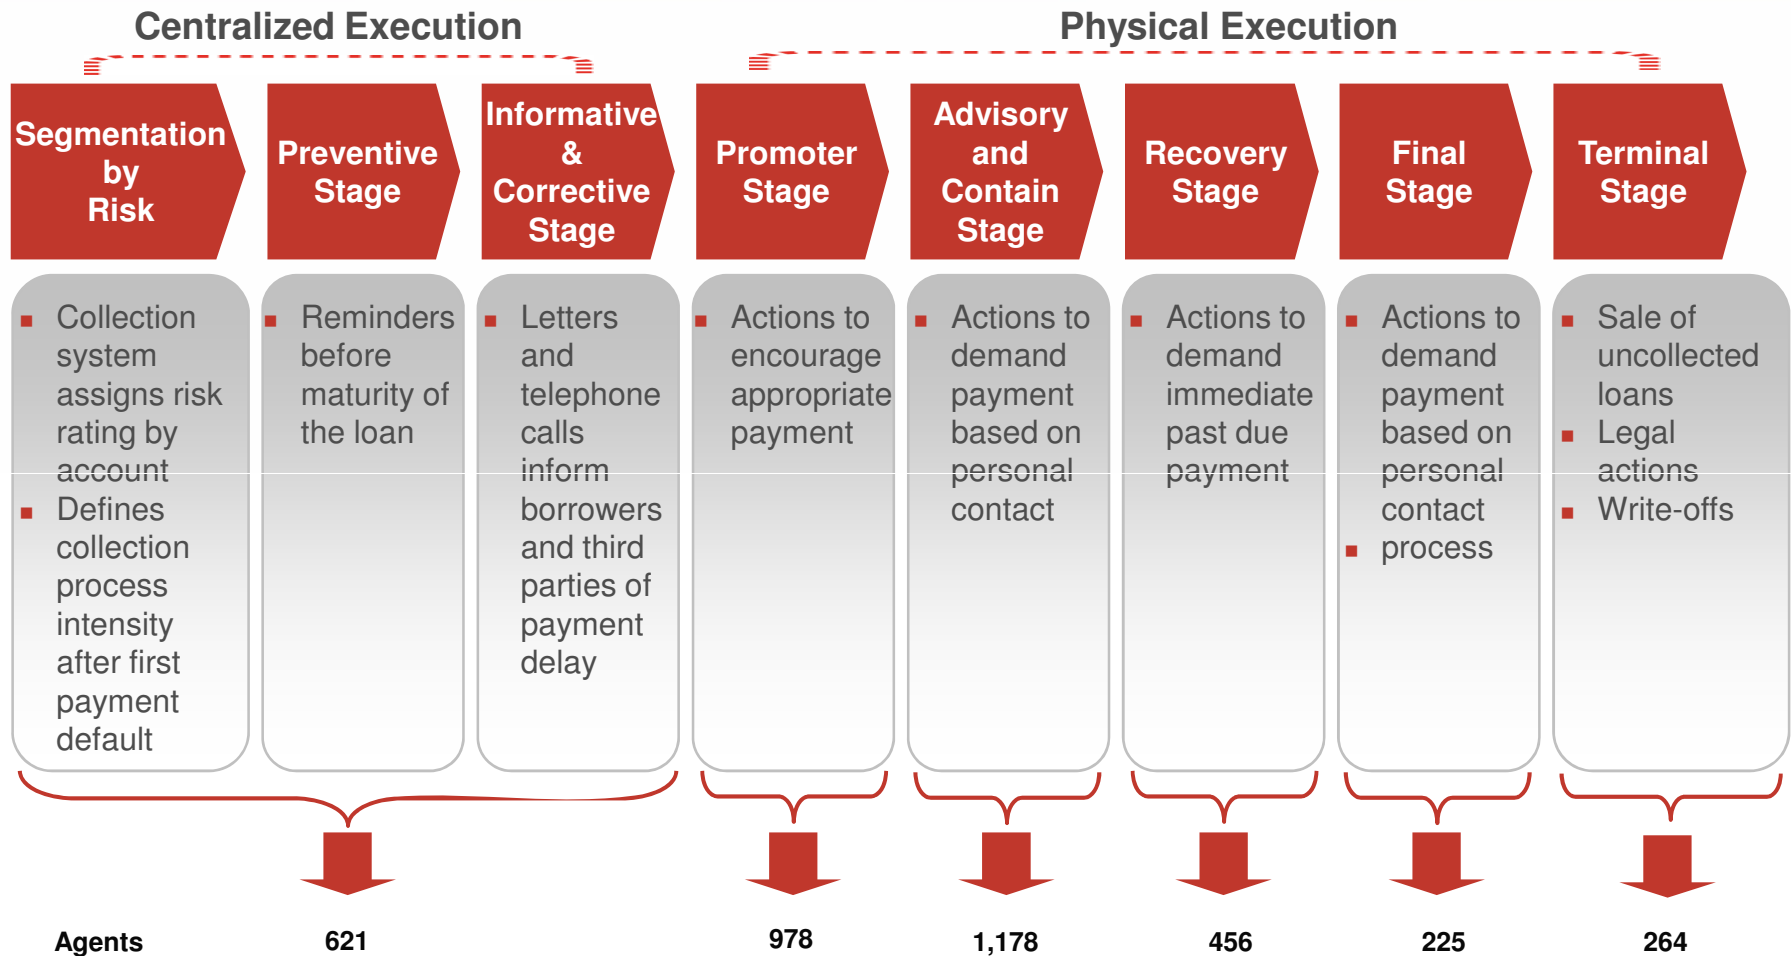 Centralized Execution
Physical Execution
Segmentation
by
Risk
Preventive
Stage
Informative
&
Corrective
Stage
Promoter
Stage
Advisory
and
Contain
Stage
Recovery
Stage
Final
Stage
Terminal
Stage
▪ Collection
system
assigns risk
rating by
account
▪ Defines
collection
process
intensity
after first
payment
default
▪ Reminders
before
maturity of
the loan
▪ Letters
and
telephone
calls
inform
borrowers
and third
parties of
payment
delay
▪ Actions to
encourage
appropriate
payment
▪ Actions to
demand
payment
based on
personal
contact
▪ Actions to
demand
immediate
past due
payment
▪ Actions to
demand
payment
based on
personal
contact
▪ process
▪ Sale of
uncollected
loans
▪ Legal
actions
▪ Write-offs
Agents 621 978 1,178 456 225 264